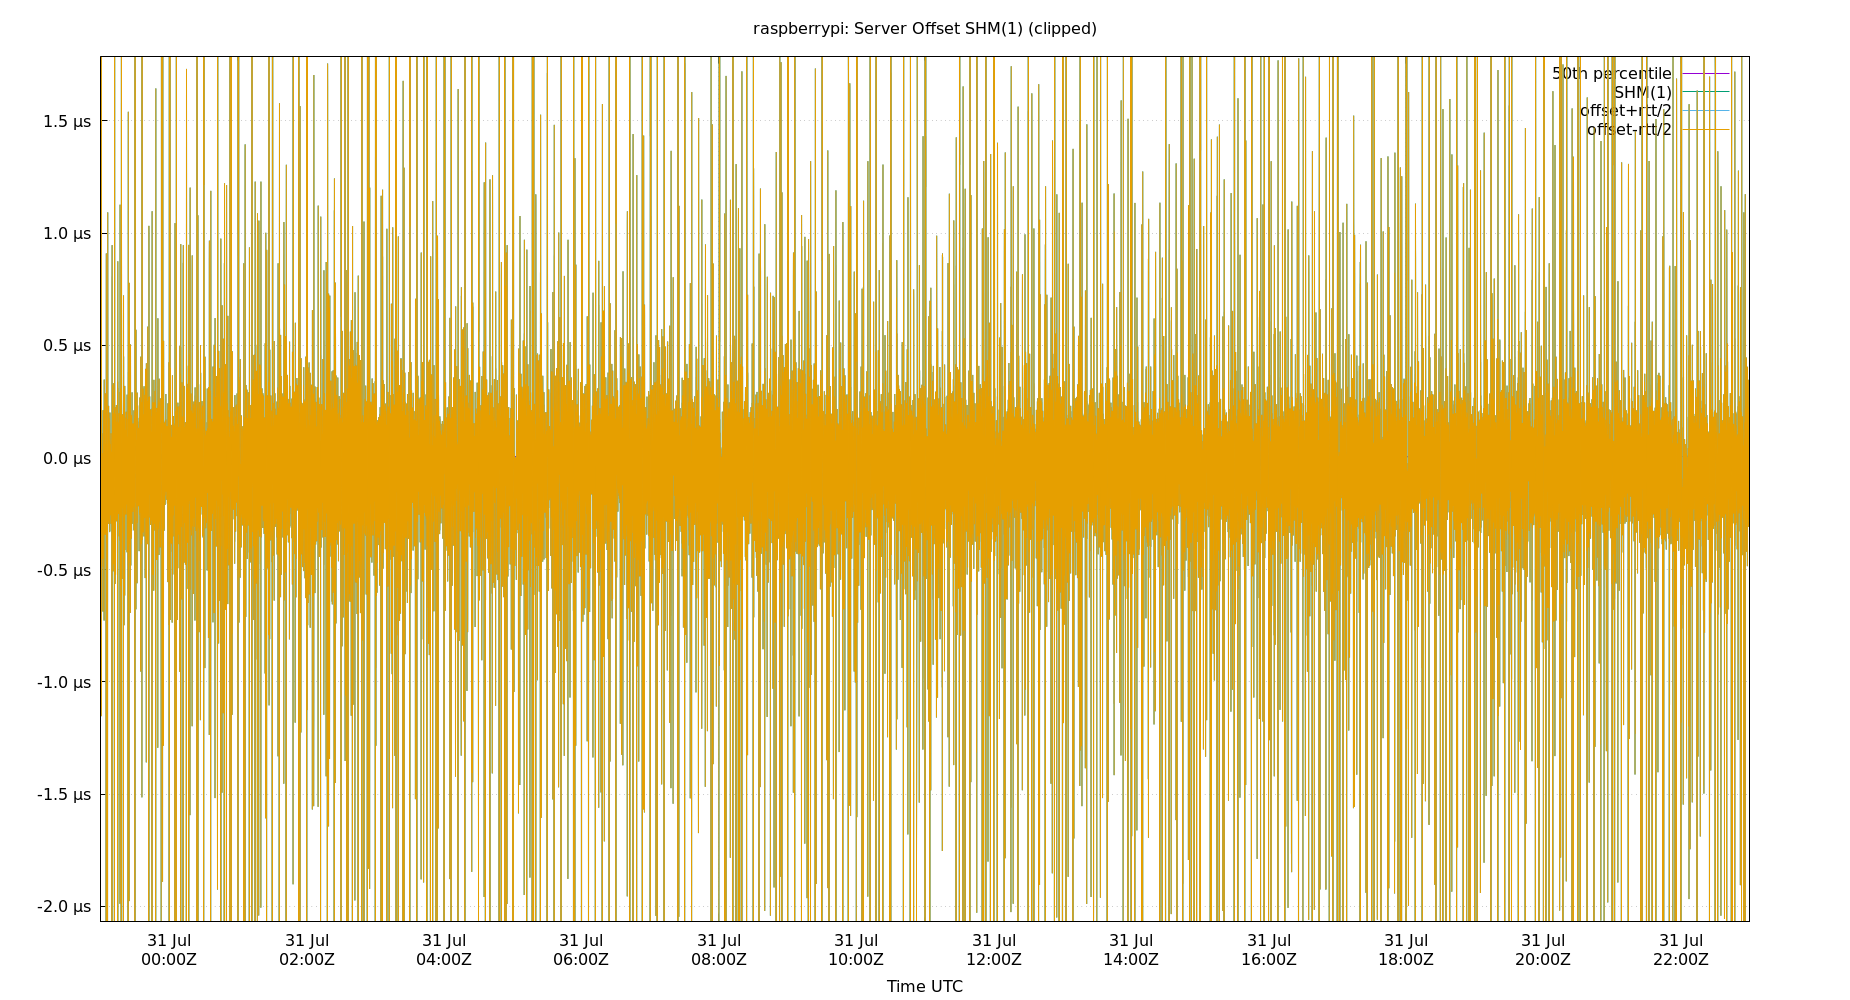 raspberrypi: Server Offset SHM(1) (clipped)
50th percentile
SHM(1)
offset+rtt/2
offset-rtt/2
1.5 µs
1.0 µs
0.5 µs
0.0 µs
-0.5 µs
-1.0 µs
-1.5 µs
-2.0 µs
31 Jul 31 Jul 31 Jul 31 Jul 31 Jul 31 Jul 31 Jul 31 Jul 31 Jul 31 Jul 31 Jul 31 Jul
00:00Z 02:00Z 04:00Z 06:00Z 08:00Z 10:00Z 12:00Z 14:00Z 16:00Z 18:00Z 20:00Z 22:00Z
Time UTC